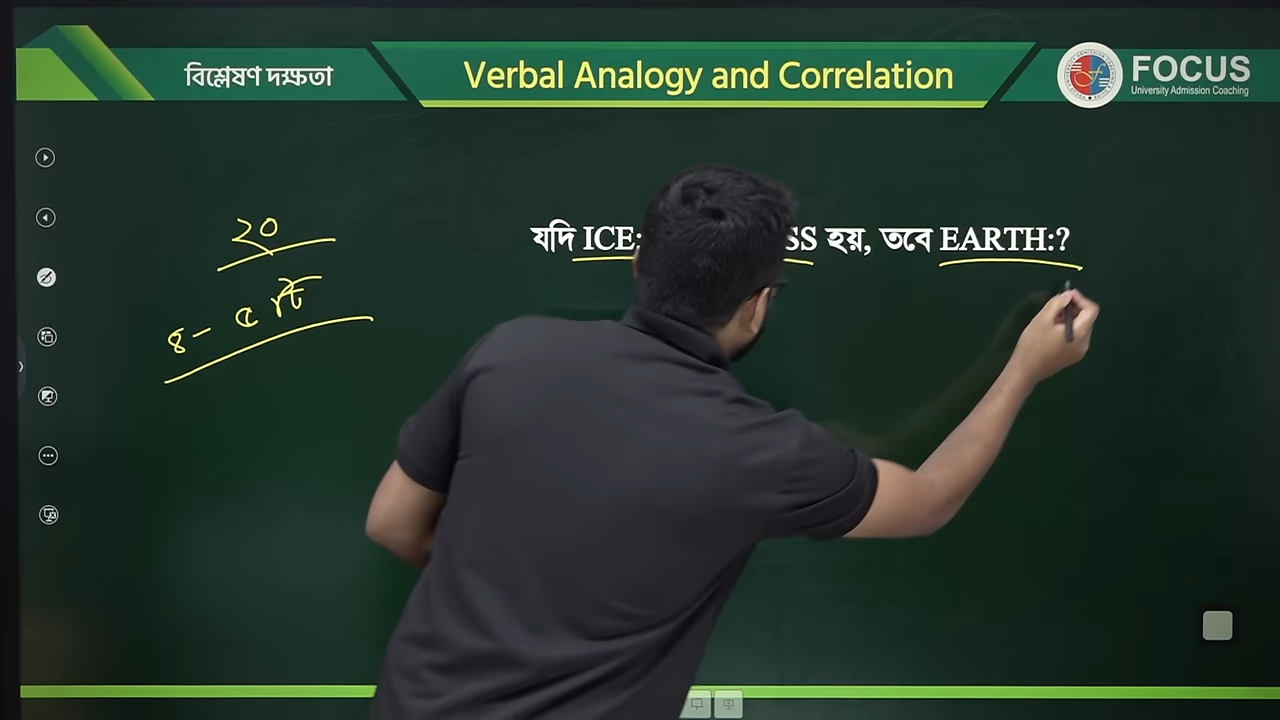 বিশ্লেষণ দক্ষতা
Verbal Analogy and Correlation
FOCUS
University Admission Coaching
২০
যদি ICE: SS হয়, তবে EARTH:?
৪- ৫ টি